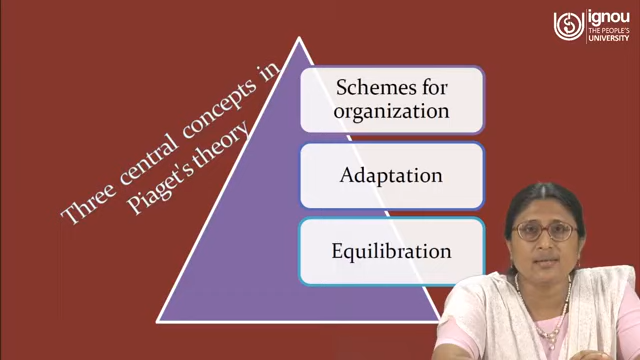 ignou
THE PEOPLE'S
UNIVERSITY
Three central concepts in
Piaget's theory
Schemes for
organization
Adaptation
Equilibration